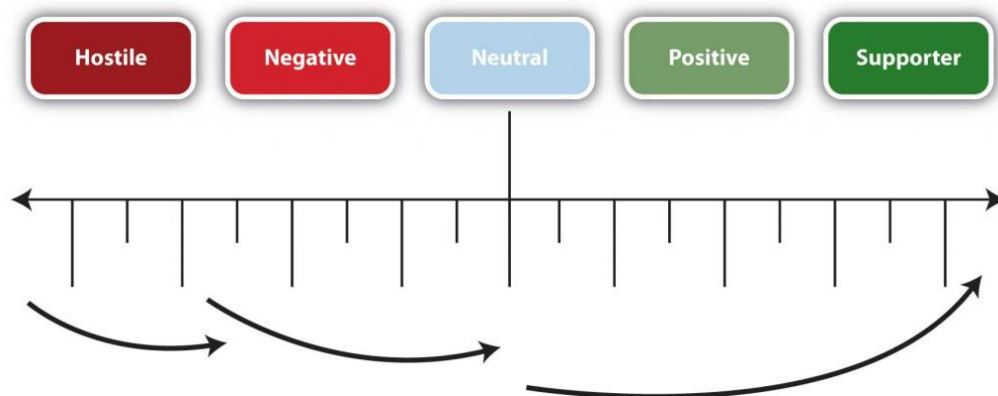 Hostile
Negative
Neutral
Positive
Supporter